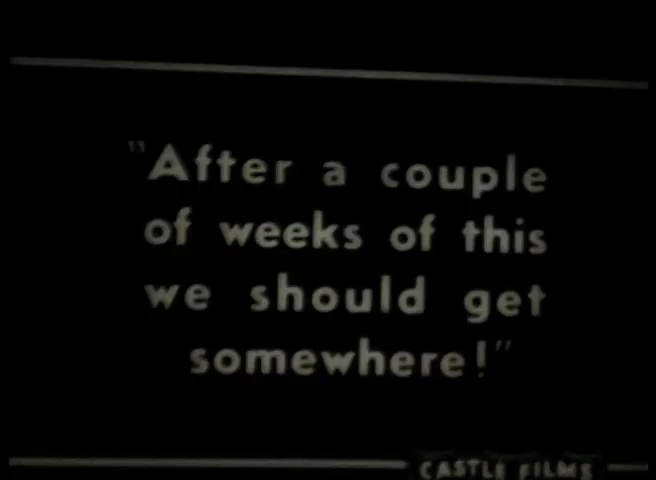 "After a couple
of weeks of this
we should get
somewhere!"
CASTLE FILMS